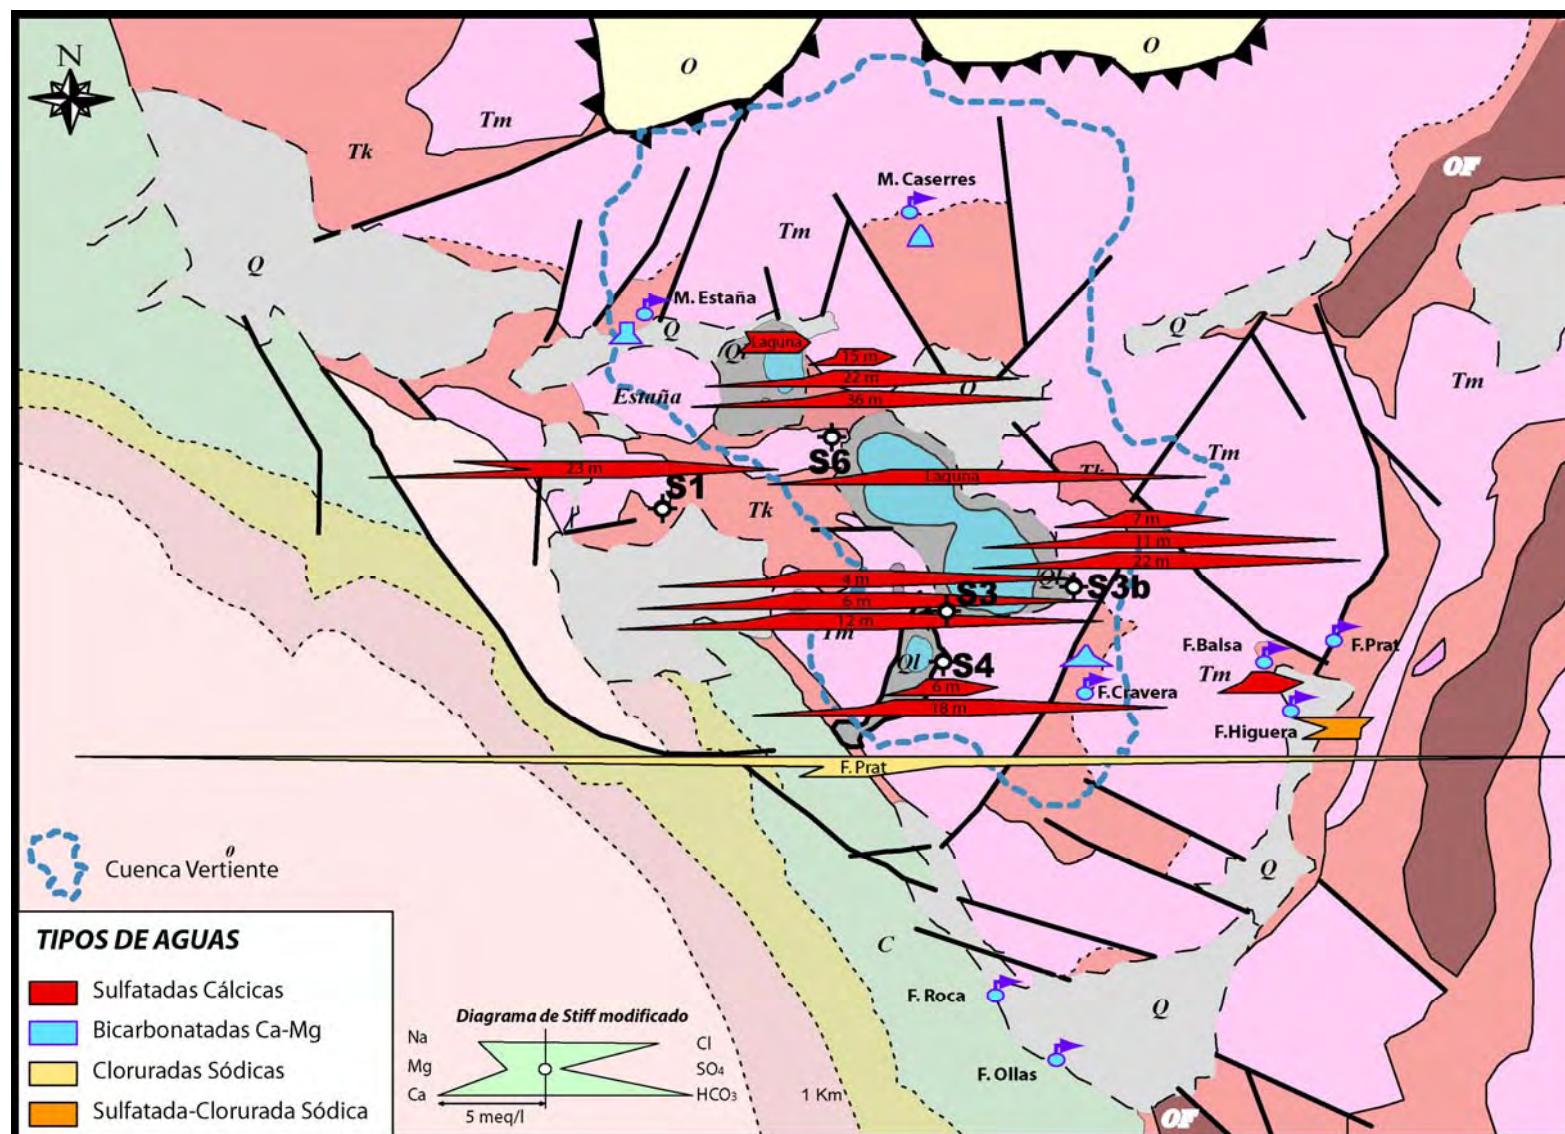 O
O
N
Tm
Tk
OF
M. Caserres
Tm
Tm
Q
M. Estaña
Q
Q
Laguna
Ql
15 m
22 m
Estaña
36 m
Q
Tm
S6
Tm
23 m
Laguna
Tk
S1
Tk
7 m
11 m
22 m
4 m
Ql
S3b
S3
6 m
12 m
Tm
F.Balsa
F.Prat
Ql
S4
Tm
6 m
F.Cravera
18 m
F.Higuera
F. Prat
0
Cuenca Vertiente
Q
TIPOS DE AGUAS
C
Sulfatadas Cálcicas
F. Roca
Q
Diagrama de Stiff modificado
Bicarbonatadas Ca-Mg
Na
Cl
Mg
SO₄
F. Ollas
Cloruradas Sódicas
Ca
HCO₃
1 Km
5 meq/l
Sulfatada-Clorurada Sódica
OF